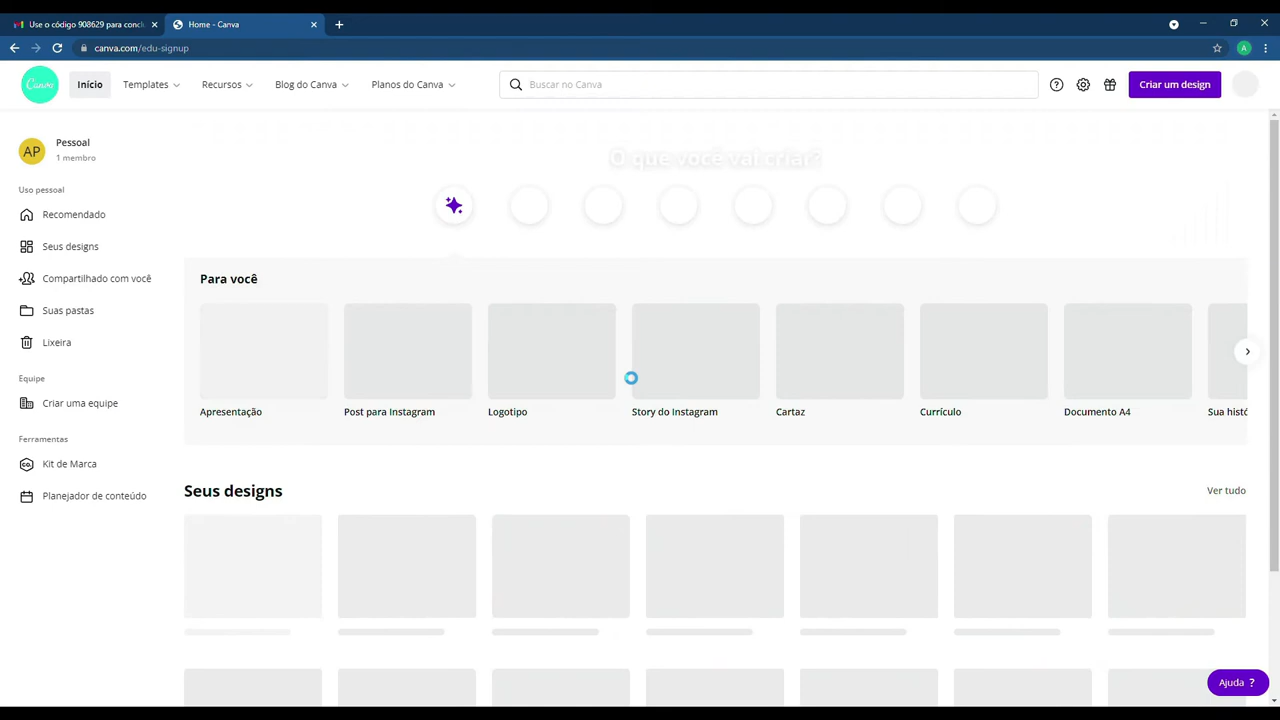 Use o código 908629 para conclu
Home - Canva
canva.com/edu-signup
A
Canva
Início
Templates
Recursos
Blog do Canva
Planos do Canva
Buscar no Canva
Criar um design
AP
Pessoal
1 membro
O que você vai criar?
Uso pessoal
Recomendado
Seus designs
Compartilhado com você
Suas pastas
Lixeira
Equipe
Criar uma equipe
Ferramentas
CO.
Kit de Marca
Planejador de conteúdo
Para você
Apresentação
Post para Instagram
Logotipo
Story do Instagram
Cartaz
Currículo
Documento A4
Sua histó
Seus designs
Ver tudo
Ajuda ?